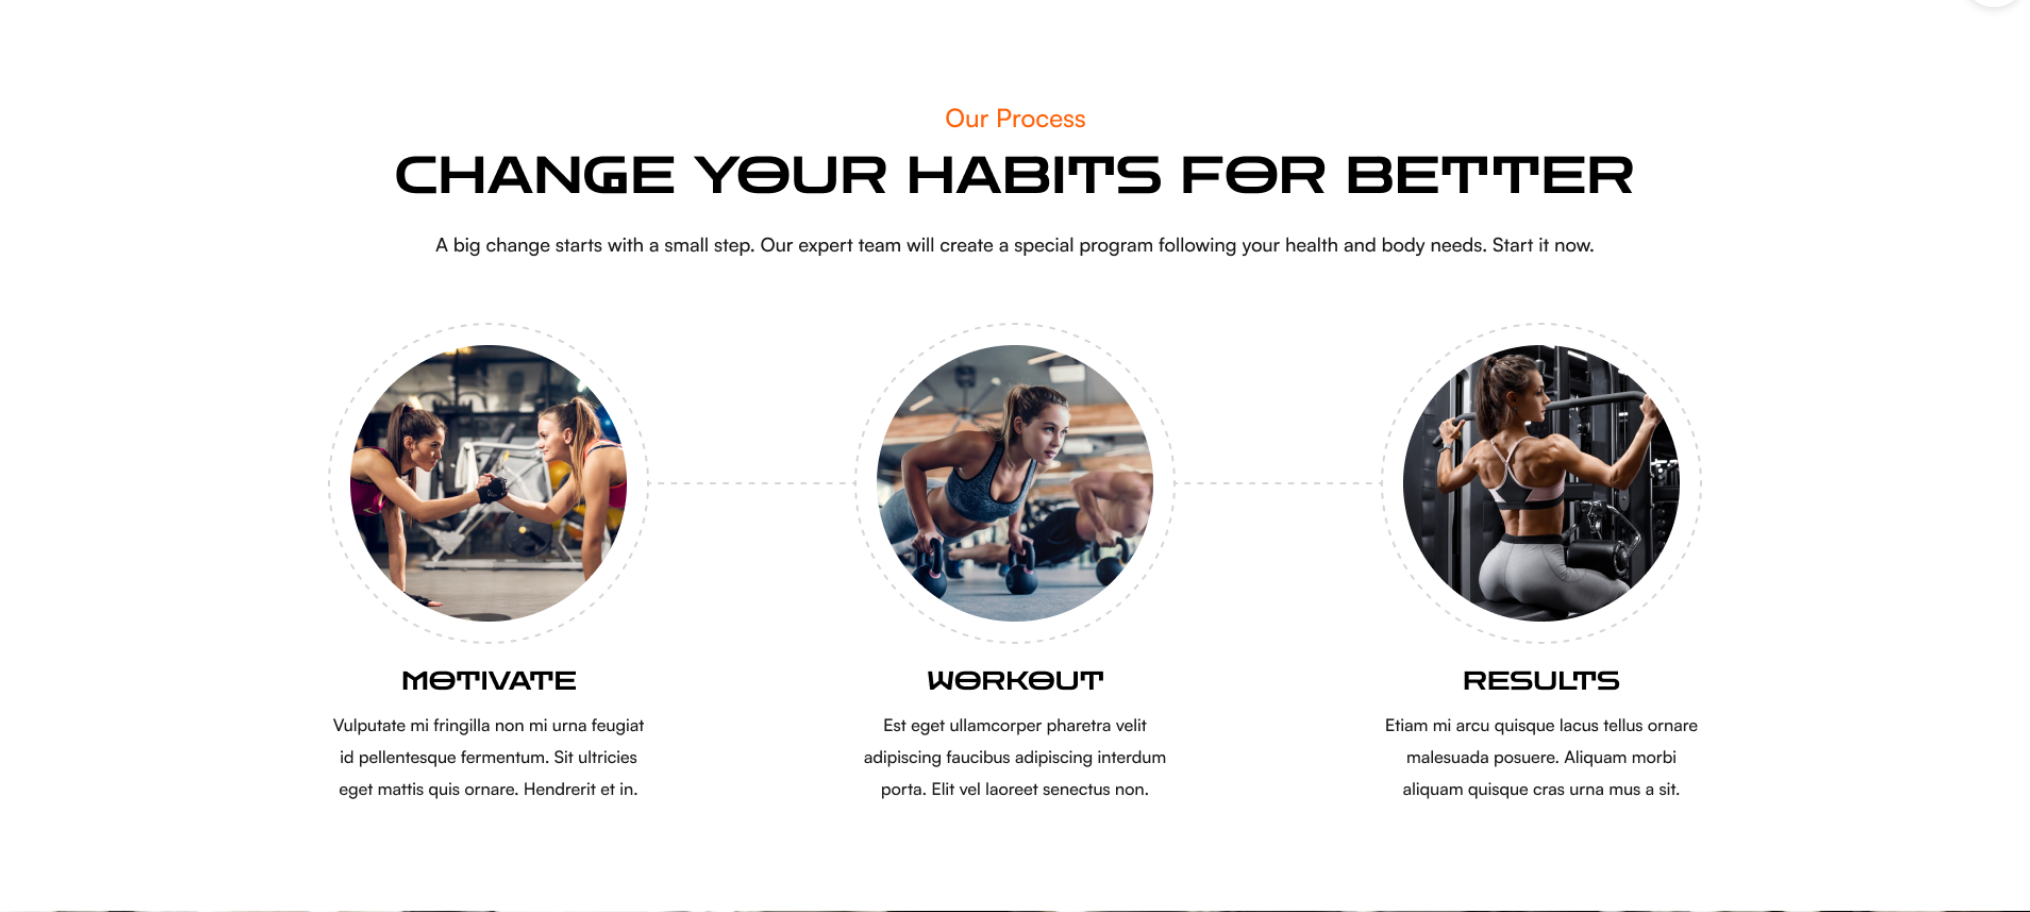 Our Process
CHANGE YOUR HABITS FOR BETTER
A big change starts with a small step. Our expert team will create a special program following your health and body needs. Start it now.
MOTIVATE
Vulputate mi fringilla non mi urna feugiat
id pellentesque fermentum. Sit ultricies
eget mattis quis ornare. Hendrerit et in.
WORKOUT
Est eget ullamcorper pharetra velit
adipiscing faucibus adipiscing interdum
porta. Elit vel laoreet senectus non.
RESULTS
Etiam mi arcu quisque lacus tellus ornare
malesuada posuere. Aliquam morbi
aliquam quisque cras urna mus a sit.